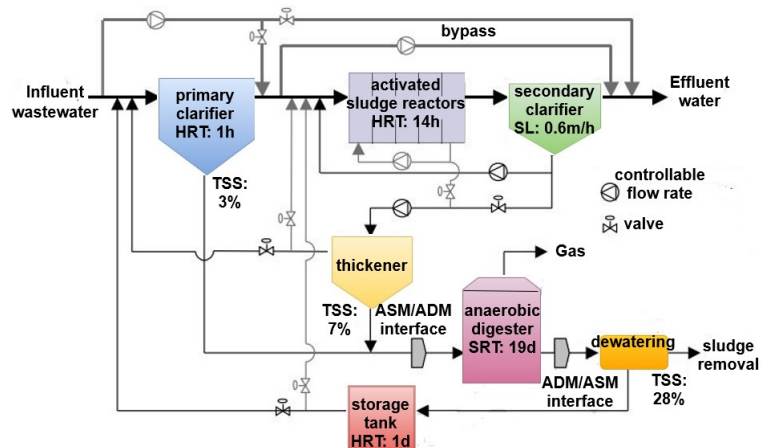 bypass
Influent
wastewater
primary
clarifier
HRT: 1h
activated
sludge reactors
HRT: 14h
secondary
clarifier
SL: 0.6m/h
Effluent
water
TSS:
3%
controllable
flow rate
valve
thickener
Gas
TSS:
7%
ASM/ADM
interface
anaerobic
digester
SRT: 19d
dewatering
sludge
removal
ADM/ASM
interface
TSS:
28%
storage
tank
HRT: 1d